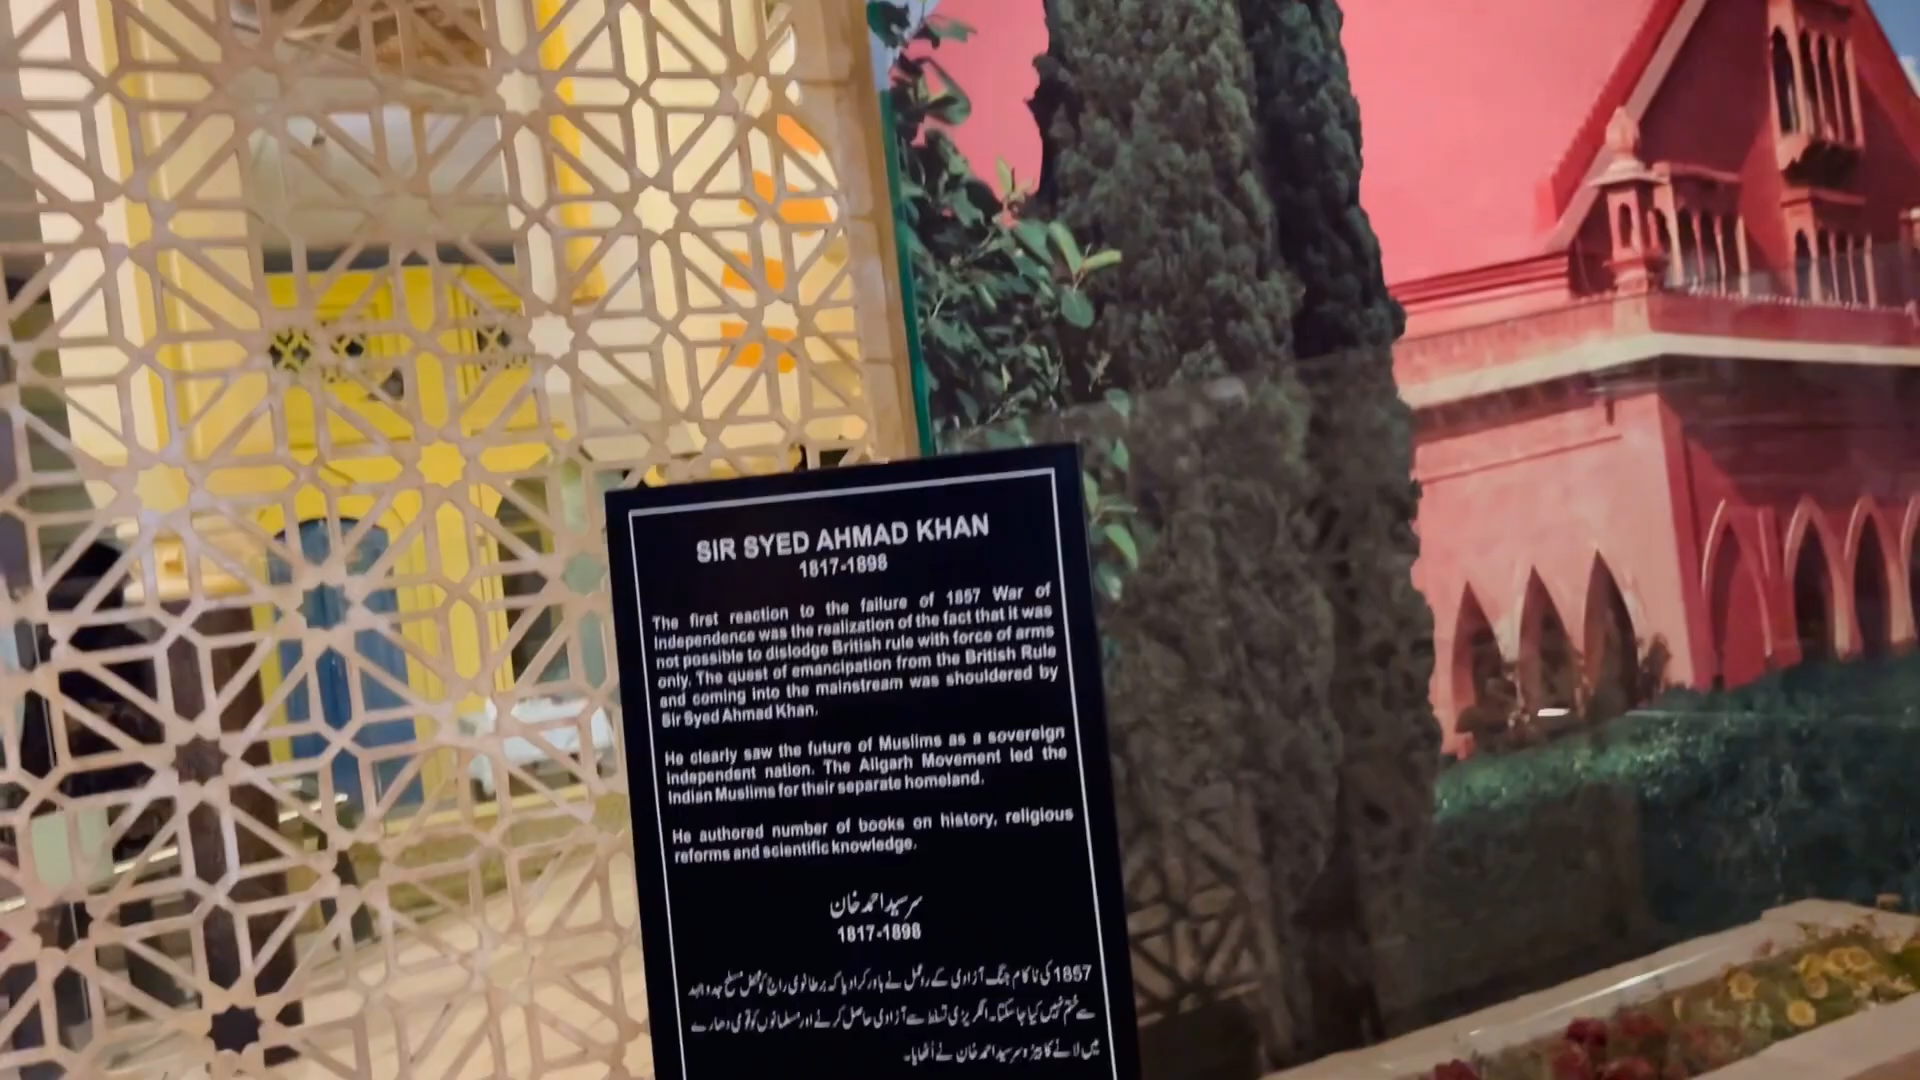 SIR SYED AHMAD KHAN
1817-1898
The first reaction to the failure of 1857 War of
Independence was the realization of the fact that it was
not possible to dislodge British rule with force of arms
only. The quest of emancipation from the British Rule
and coming into the mainstream was shouldered by
Sir Syed Ahmad Khan.
He clearly saw the future of Muslims as a sovereign
independent nation. The Aligarh Movement led the
Indian Muslims for their separate homeland.
He authored number of books on history, religious
reforms and scientific knowledge.
سرسید احمد خان
1817-1898
1857 کی ناکام جنگ آزادی کے ردعمل نے باور کرا دیا کہ برطانوی راج کو محض مسلح جدوجہد
سے ختم نہیں کیا جا سکتا۔ انگریزی تسلط سے آزادی حاصل کرنے اور مسلمانوں کو قومی دھارے
میں لانے کا بیڑہ سرسید احمد خان نے اُٹھایا۔